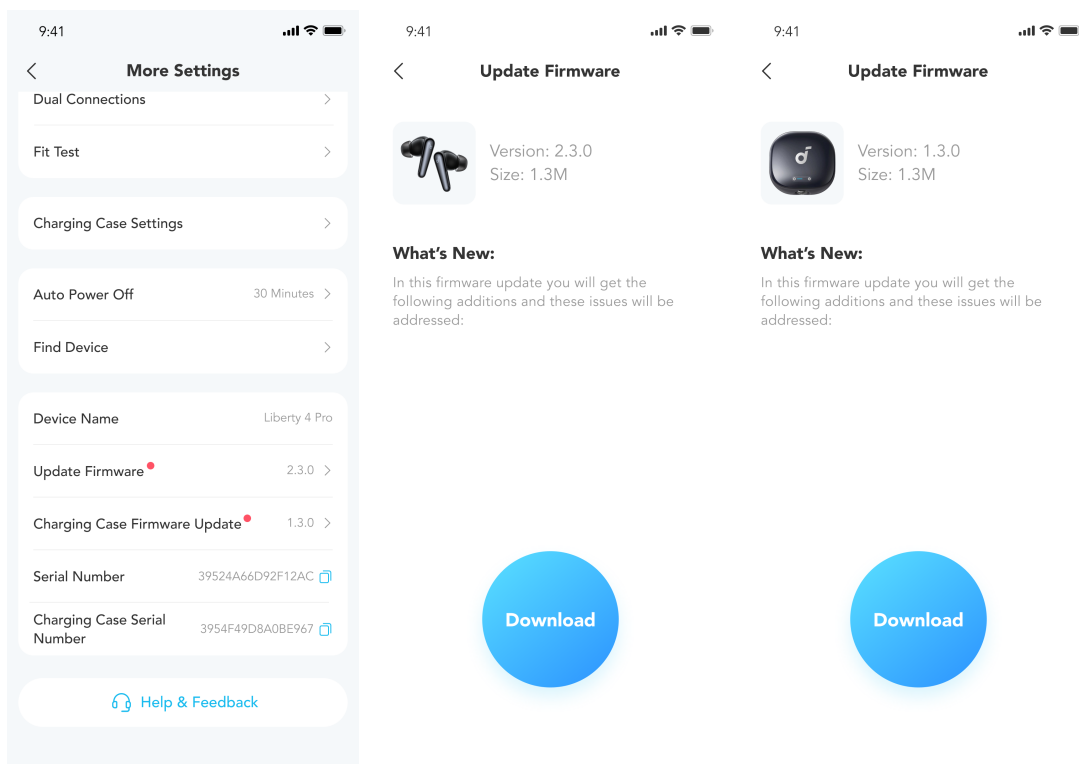 9:41
More Settings
Dual Connections
Fit Test
Charging Case Settings
Auto Power Off 30 Minutes
Find Device
Device Name Liberty 4 Pro
Update Firmware 2.3.0
Charging Case Firmware Update 1.3.0
Serial Number 39524A66D92F12AC
Charging Case Serial
Number 3954F49D8A0BE967
Help & Feedback
9:41
Update Firmware
Version: 2.3.0
Size: 1.3M
What’s New:
In this firmware update you will get the
following additions and these issues will be
addressed:
Download
9:41
Update Firmware
Version: 1.3.0
Size: 1.3M
What’s New:
In this firmware update you will get the
following additions and these issues will be
addressed:
Download